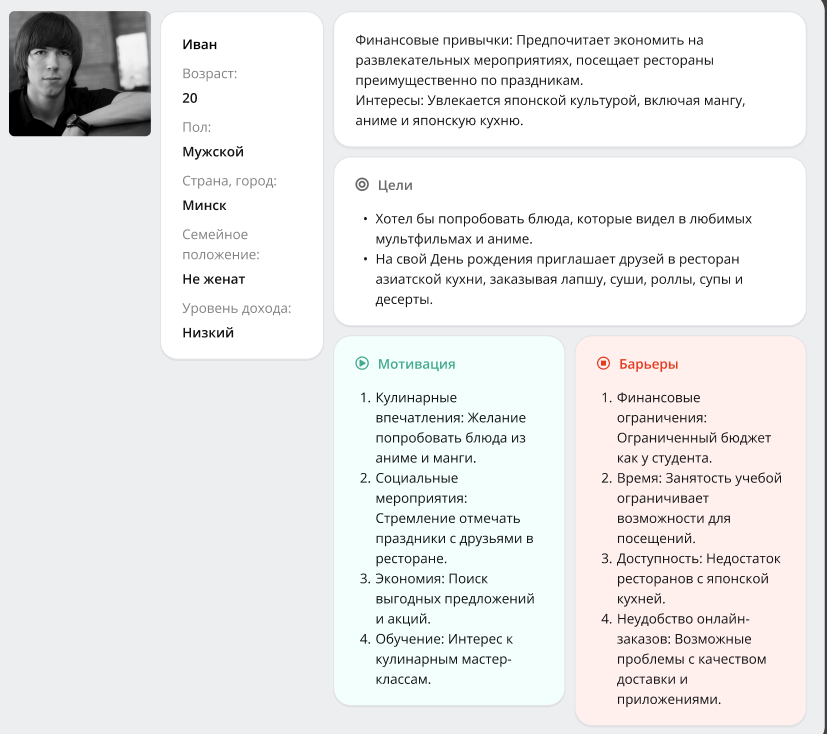 Иван
Возраст:
20
Пол:
Мужской
Страна, город:
Минск
Семейное
положение:
Не женат
Уровень дохода:
Низкий
Финансовые привычки: Предпочитает экономить на
развлекательных мероприятиях, посещает рестораны
преимущественно по праздникам.
Интересы: Увлекается японской культурой, включая мангу,
аниме и японскую кухню.
Цели
• Хотел бы попробовать блюда, которые видел в любимых
мультфильмах и аниме.
• На свой День рождения приглашает друзей в ресторан
азиатской кухни, заказывая лапшу, суши, роллы, супы и
десерты.
Мотивация
1. Кулинарные
впечатления: Желание
попробовать блюда из
аниме и манги.
2. Социальные
мероприятия:
Стремление отмечать
праздники с друзьями в
ресторане.
3. Экономия: Поиск
выгодных предложений
и акций.
4. Обучение: Интерес к
кулинарным мастер-
классам.
Барьеры
1. Финансовые
ограничения:
Ограниченный бюджет
как у студента.
2. Время: Занятость учебой
ограничивает
возможности для
посещений.
3. Доступность: Недостаток
ресторанов с японской
кухней.
4. Неудобство онлайн-
заказов: Возможные
проблемы с качеством
доставки и
приложениями.